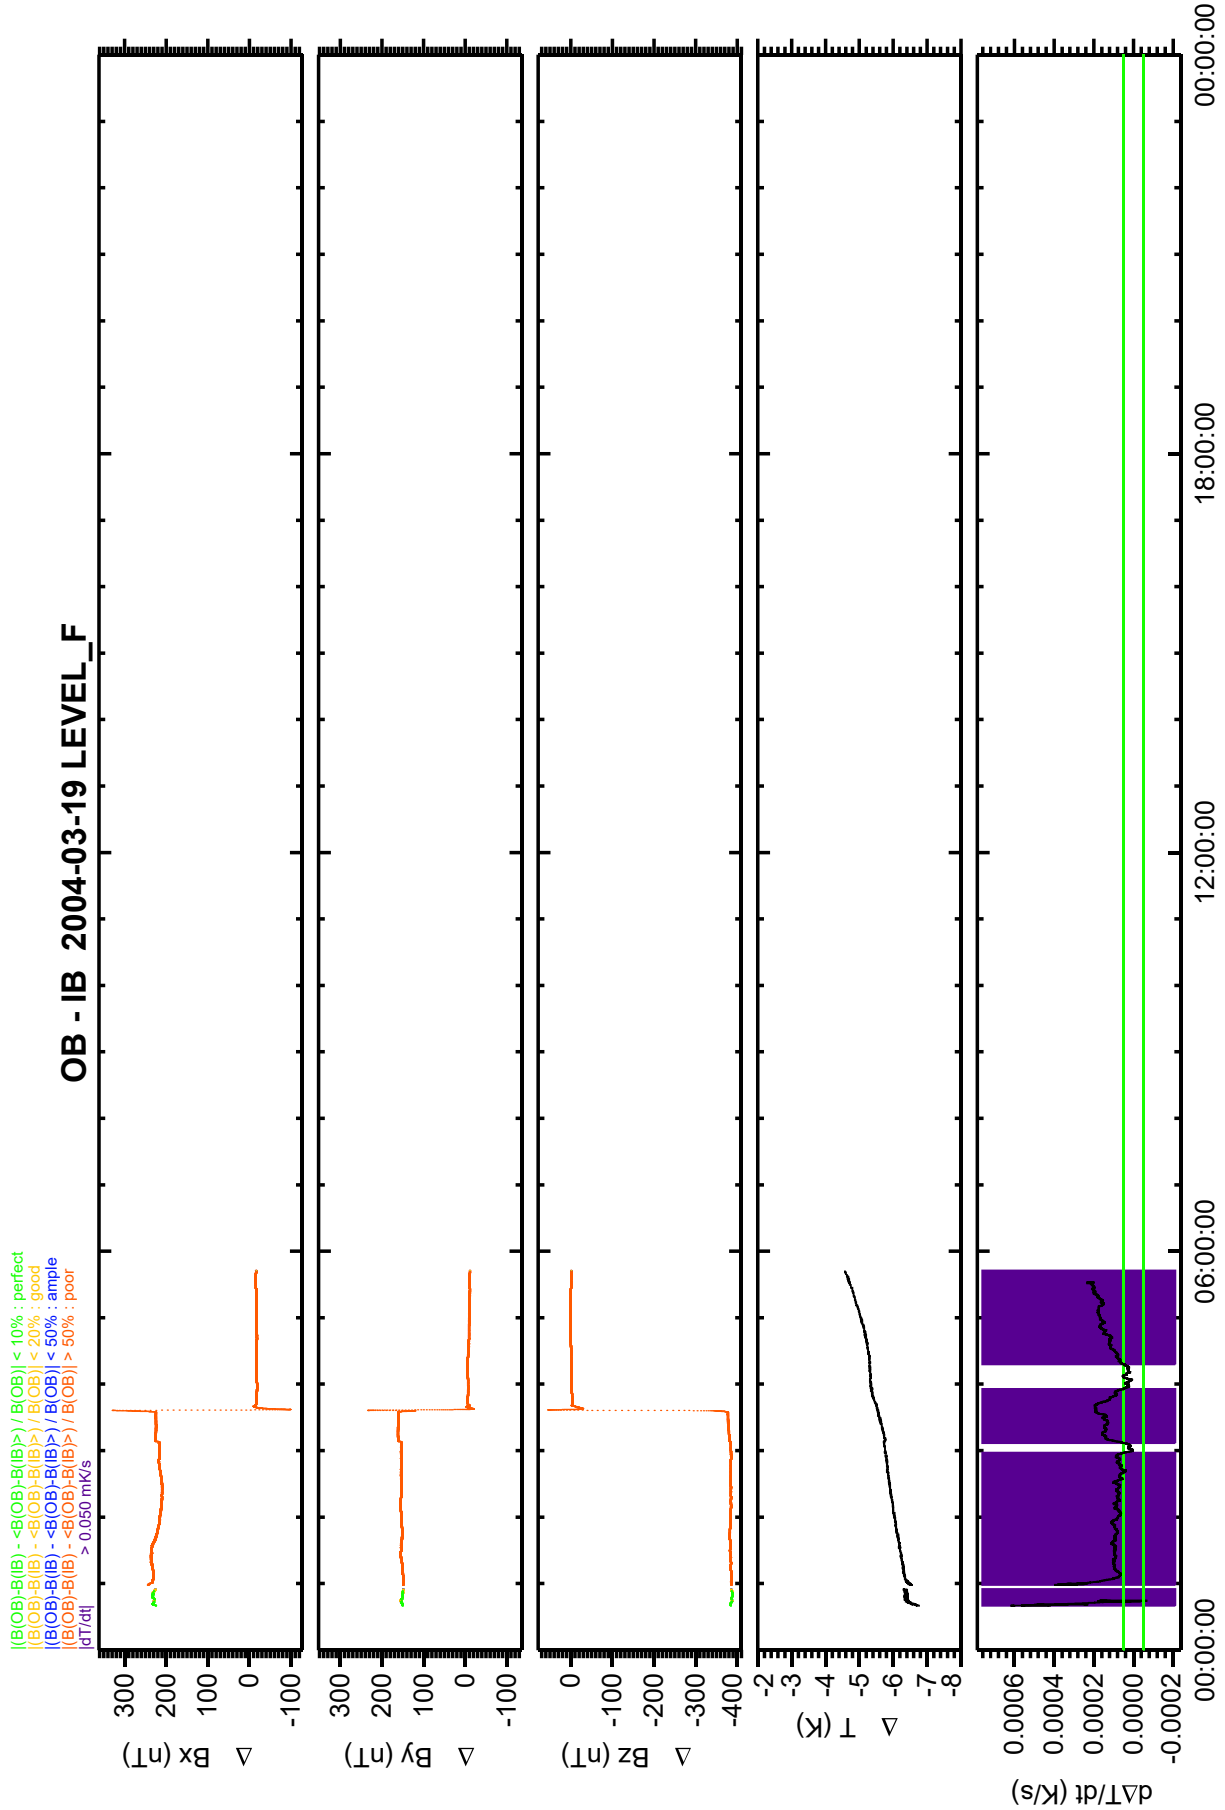 OB - IB 2004-03-19 LEVEL_F
|(B(OB)-B(IB) - <B(OB)-B(IB)>) / B(OB)| < 10% : perfect
|(B(OB)-B(IB) - <B(OB)-B(IB)>) / B(OB)| < 20% : good
|(B(OB)-B(IB) - <B(OB)-B(IB)>) / B(OB)| < 50% : ample
|(B(OB)-B(IB) - <B(OB)-B(IB)>) / B(OB)| > 50% : poor
|dT/dt| > 0.050 mK/s
Δ Bx (nT)
300
200
100
0
-100
Δ By (nT)
300
200
100
0
-100
Δ Bz (nT)
0
-100
-200
-300
-400
Δ T (K)
-2
-3
-4
-5
-6
-7
-8
dΔT/dt (K/s)
0.0006
0.0004
0.0002
0.0000
-0.0002
0:00:00
06:00:00
12:00:00
18:00:00
00:00:00